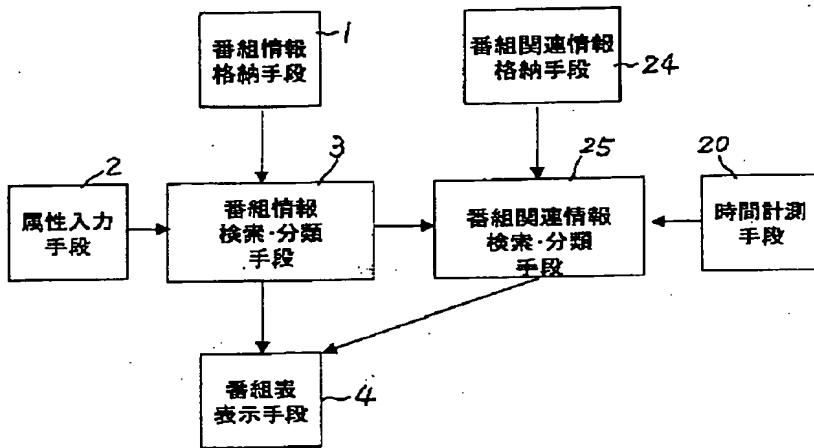 番組情報
格納手段
1
番組関連情報
格納手段
24
2
属性入力
手段
3
番組情報
検索・分類
手段
25
番組関連情報
検索・分類
手段
20
時間計測
手段
番組表
表示手段
4